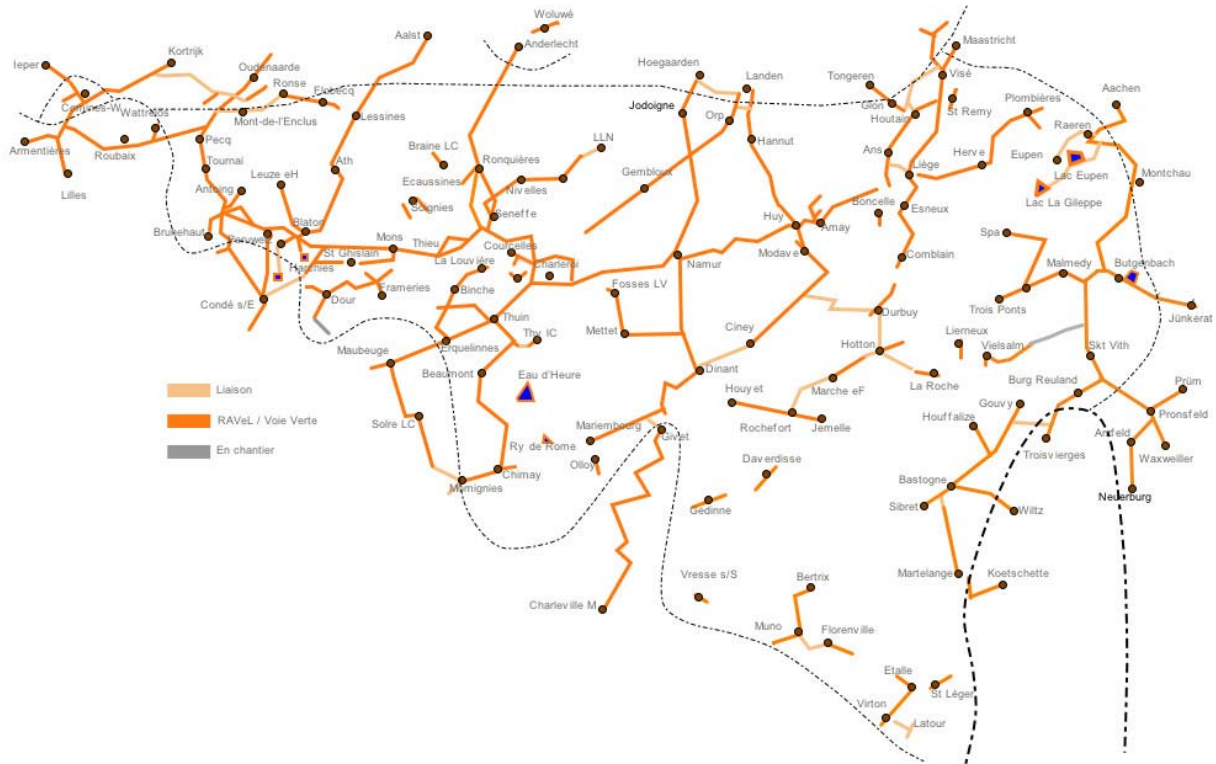 Woluwé
Aalst
Anderlecht
Maastricht
Kortrijk
Ieper
Oudenaarde
Hoegaarden
Landen
Tongeren
Visé
Aachen
Ronse
Flobecq
Comines-W
Wattrelos
Mont-de-l'Enclus
Lessines
Jodoigne
Orp
Glon
Houtain
St Remy
Plombières
Raeren
Armentières
Roubaix
Pecq
Braine LC
Ronquières
LLN
Hannut
Ans
Liège
Herve
Eupen
Lac Eupen
Lilles
Tournai
Ath
Leuze eH
Antoing
Ecaussines
Soignies
Nivelles
Gembloux
Montchau
Lac La Gileppe
Seneffe
Boncelle
Esneux
Brunehaut
Blaton
Peruwelz
Mons
Thieu
Huy
Amay
Spa
St Ghislain
Courcelles
La Louvière
Charleroi
Namur
Modave
Comblain
Malmedy
Butgenbach
Harchies
Frameries
Binche
Fosses LV
Condé s/E
Dour
Trois Ponts
Jünkerat
Thuin
Mettet
Ciney
Durbuy
Thy IC
Hotton
Lierneux
Vielsalm
Skt Vith
Maubeuge
Erquelinnes
Beaumont
Eau d'Heure
Dinant
Houyet
Marche eF
La Roche
Burg Reuland
Prüm
Liaison
RAVeL / Voie Verte
En chantier
Solre LC
Mariembourg
Givet
Rochefort
Jemelle
Houffalize
Gouvy
Pronsfeld
Ry de Rome
Olloy
Troisvierges
Arzfeld
Waxweiller
Chimay
Momignies
Daverdisse
Gedinne
Bastogne
Sibret
Wiltz
Neuerburg
Charleville M
Vresse s/S
Bertrix
Martelange
Koetschette
Muno
Florenville
Etalle
St Léger
Virton
Latour